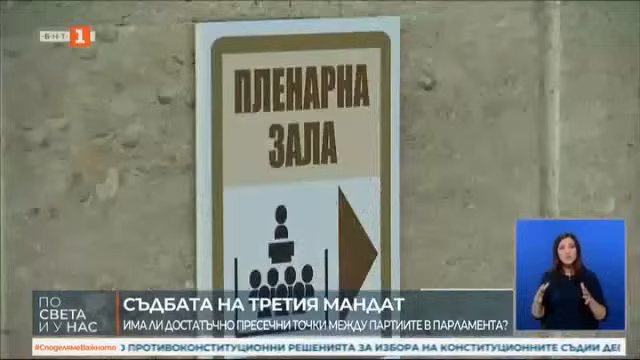 БНТ 1
ПЛЕНАРНА
ЗАЛА
ПО
СВЕТА
И У НАС
СЪДБАТА НА ТРЕТИЯ МАНДАТ
ИМА ЛИ ДОСТАТЪЧНО ПРЕСЕЧНИ ТОЧКИ МЕЖДУ ПАРТИИТЕ В ПАРЛАМЕНТА?
#СподелямеВажното
О ПРОТИВОКОНСТИТУЦИОННИ РЕШЕНИЯТА ЗА ИЗБОРА НА КОНСТИТУЦИОННИТЕ СЪДИИ